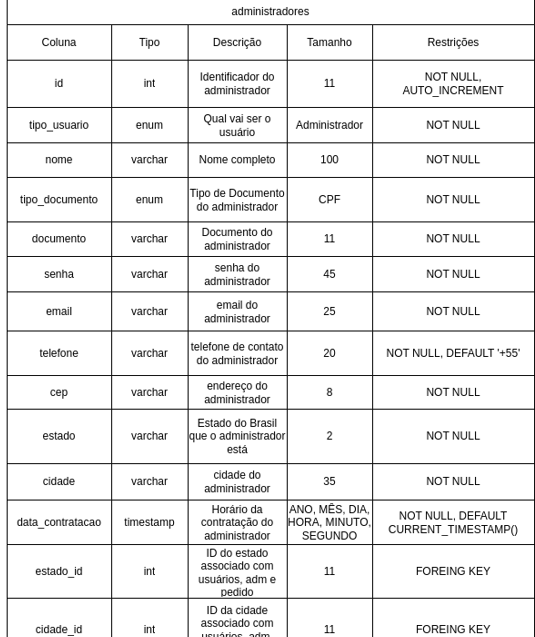 administradores
Coluna Tipo Descrição Tamanho Restrições
id int Identificador do administrador 11 NOT NULL, AUTO_INCREMENT
tipo_usuario enum Qual vai ser o usuário Administrador NOT NULL
nome varchar Nome completo 100 NOT NULL
tipo_documento enum Tipo de Documento do administrador CPF NOT NULL
documento varchar Documento do administrador 11 NOT NULL
senha varchar senha do administrador 45 NOT NULL
email varchar email do administrador 25 NOT NULL
telefone varchar telefone de contato do administrador 20 NOT NULL, DEFAULT '+55'
cep varchar endereço do administrador 8 NOT NULL
estado varchar Estado do Brasil que o administrador está 2 NOT NULL
cidade varchar cidade do administrador 35 NOT NULL
data_contratacao timestamp Horário da contratação do administrador ANO, MÊS, DIA, HORA, MINUTO, SEGUNDO NOT NULL, DEFAULT CURRENT_TIMESTAMP()
estado_id int ID do estado associado com usuários, adm e pedido 11 FOREING KEY
cidade_id int ID da cidade associado com usuários, adm 11 FOREING KEY